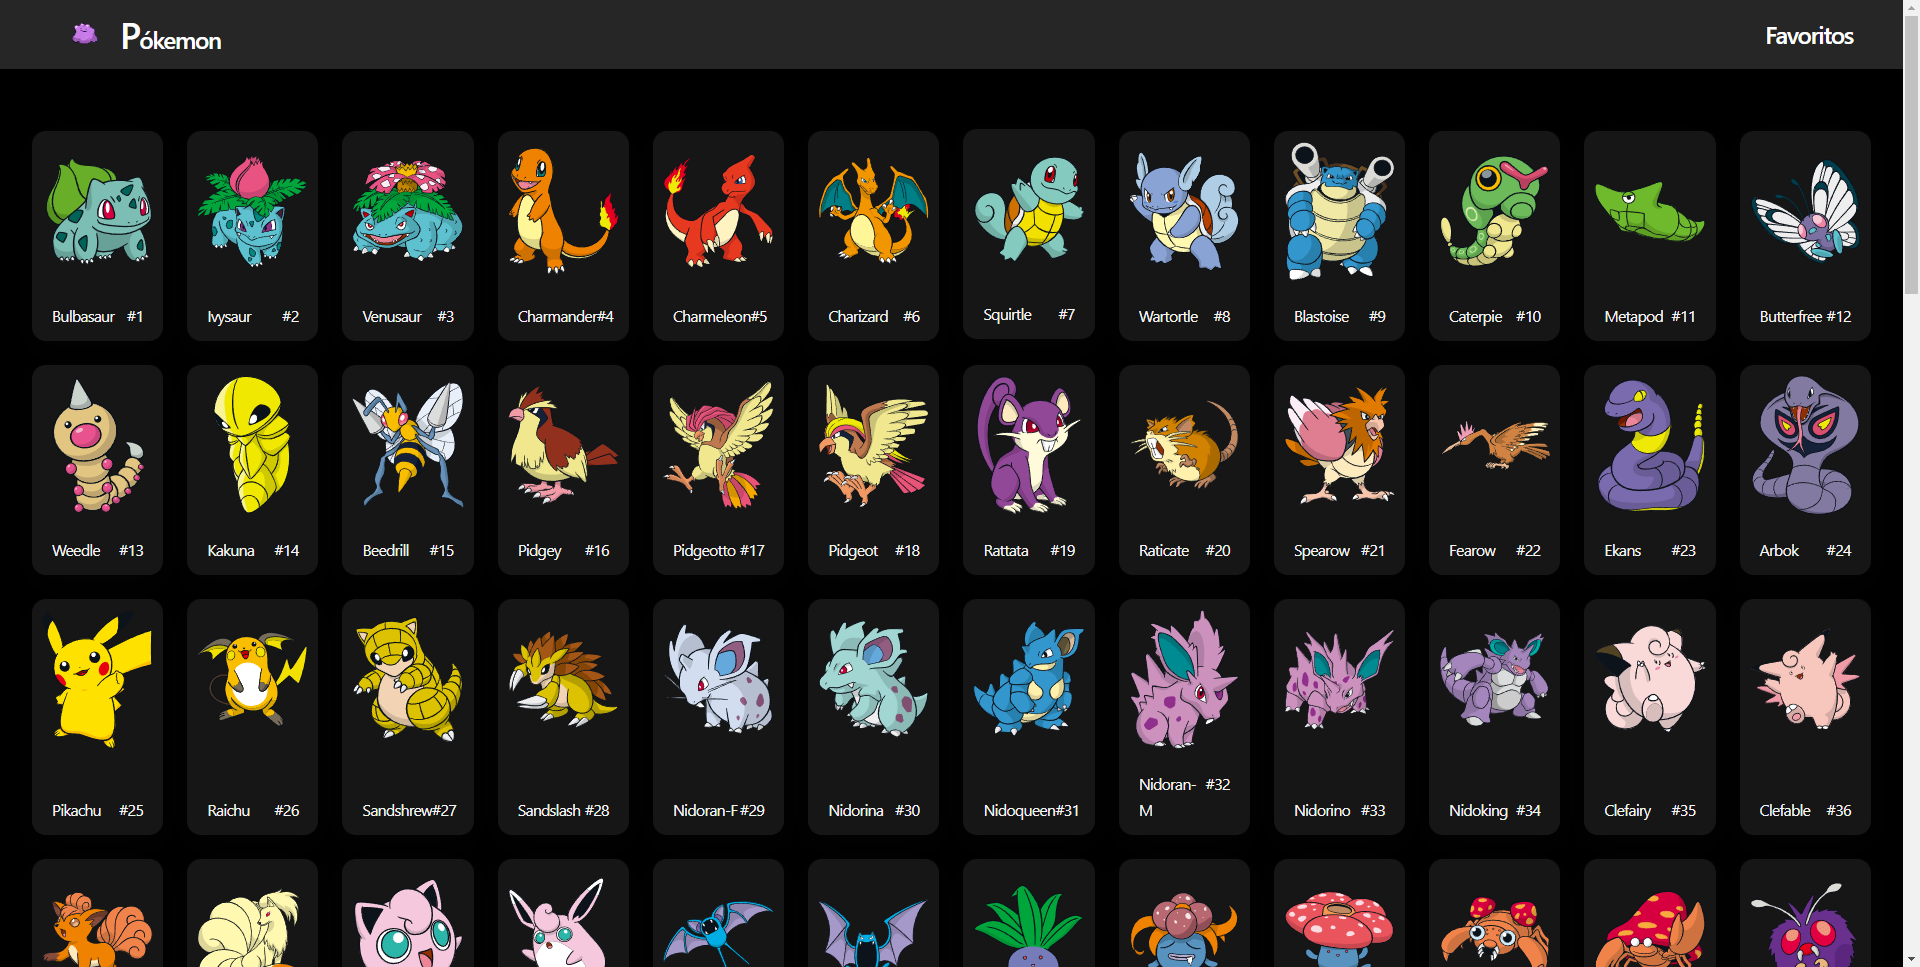 Pókemon
Favoritos
Bulbasaur #1
Ivysaur #2
Venusaur #3
Charmander#4
Charmeleon#5
Charizard #6
Squirtle #7
Wartortle #8
Blastoise #9
Caterpie #10
Metapod #11
Butterfree #12
Weedle #13
Kakuna #14
Beedrill #15
Pidgey #16
Pidgeotto #17
Pidgeot #18
Rattata #19
Raticate #20
Spearow #21
Fearow #22
Ekans #23
Arbok #24
Pikachu #25
Raichu #26
Sandshrew#27
Sandslash #28
Nidoran-F #29
Nidorina #30
Nidoqueen#31
Nidoran- #32
M
Nidorino #33
Nidoking #34
Clefairy #35
Clefable #36